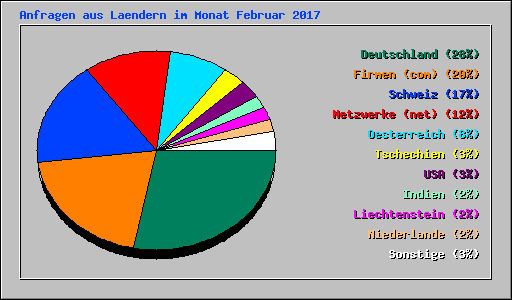 Anfragen aus Laendern im Monat Februar 2017
Deutschland (28%)
Firmen (com) (20%)
Schweiz (17%)
Netzwerke (net) (12%)
Oesterreich (8%)
Tschechien (3%)
USA (3%)
Indien (2%)
Liechtenstein (2%)
Niederlande (2%)
Sonstige (3%)